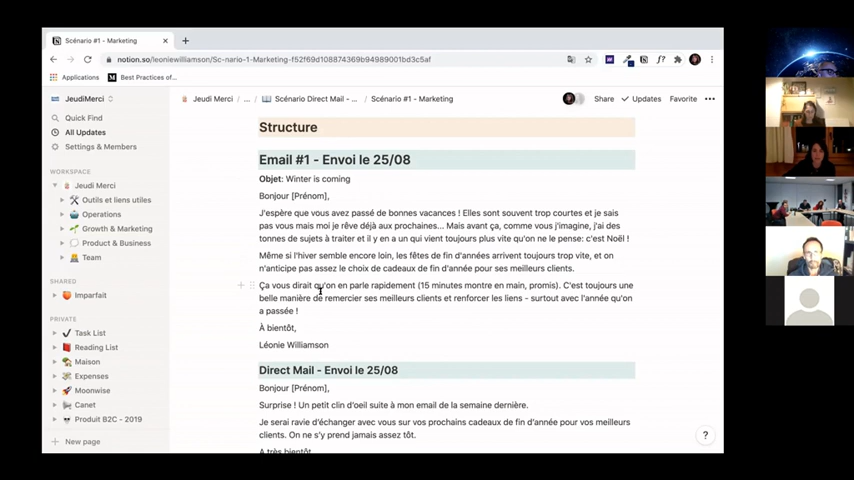 Scénario #1 - Marketing
notion.so/leoniewilliamson/Sc-nario-1-Marketing-f52f69d108874369b94989001bd3c5af
Applications
Best Practices of...
JeudiMerci
Jeudi Merci / ... / Scénario Direct Mail - ... / Scénario #1 - Marketing
Share
Updates
Favorite
Quick Find
All Updates
Settings & Members
WORKSPACE
Jeudi Merci
Outils et liens utiles
Operations
Growth & Marketing
Product & Business
Team
SHARED
Imparfait
PRIVATE
Task List
Reading List
Maison
Expenses
Moonwise
Canet
Produit B2C - 2019
New page
Structure
Email #1 - Envoi le 25/08
Objet: Winter is coming
Bonjour [Prénom],
J'espère que vous avez passé de bonnes vacances ! Elles sont souvent trop courtes et je sais
pas vous mais moi je rêve déjà aux prochaines... Mais avant ça, comme vous j'imagine, j'ai des
tonnes de sujets à traiter et il y en a un qui vient toujours plus vite qu'on ne le pense: c'est Noël !
Même si l'hiver semble encore loin, les fêtes de fin d'années arrivent toujours trop vite, et on
n'anticipe pas assez le choix de cadeaux de fin d'année pour ses meilleurs clients.
Ça vous dirait qu'on en parle rapidement (15 minutes montre en main, promis). C'est toujours une
belle manière de remercier ses meilleurs clients et renforcer les liens - surtout avec l'année qu'on
a passée !
À bientôt,
Léonie Williamson
Direct Mail - Envoi le 25/08
Bonjour [Prénom],
Surprise ! Un petit clin d'oeil suite à mon email de la semaine dernière.
Je serai ravie d'échanger avec vous sur vos prochains cadeaux de fin d'année pour vos meilleurs
clients. On ne s'y prend jamais assez tôt.
A très bientôt
?